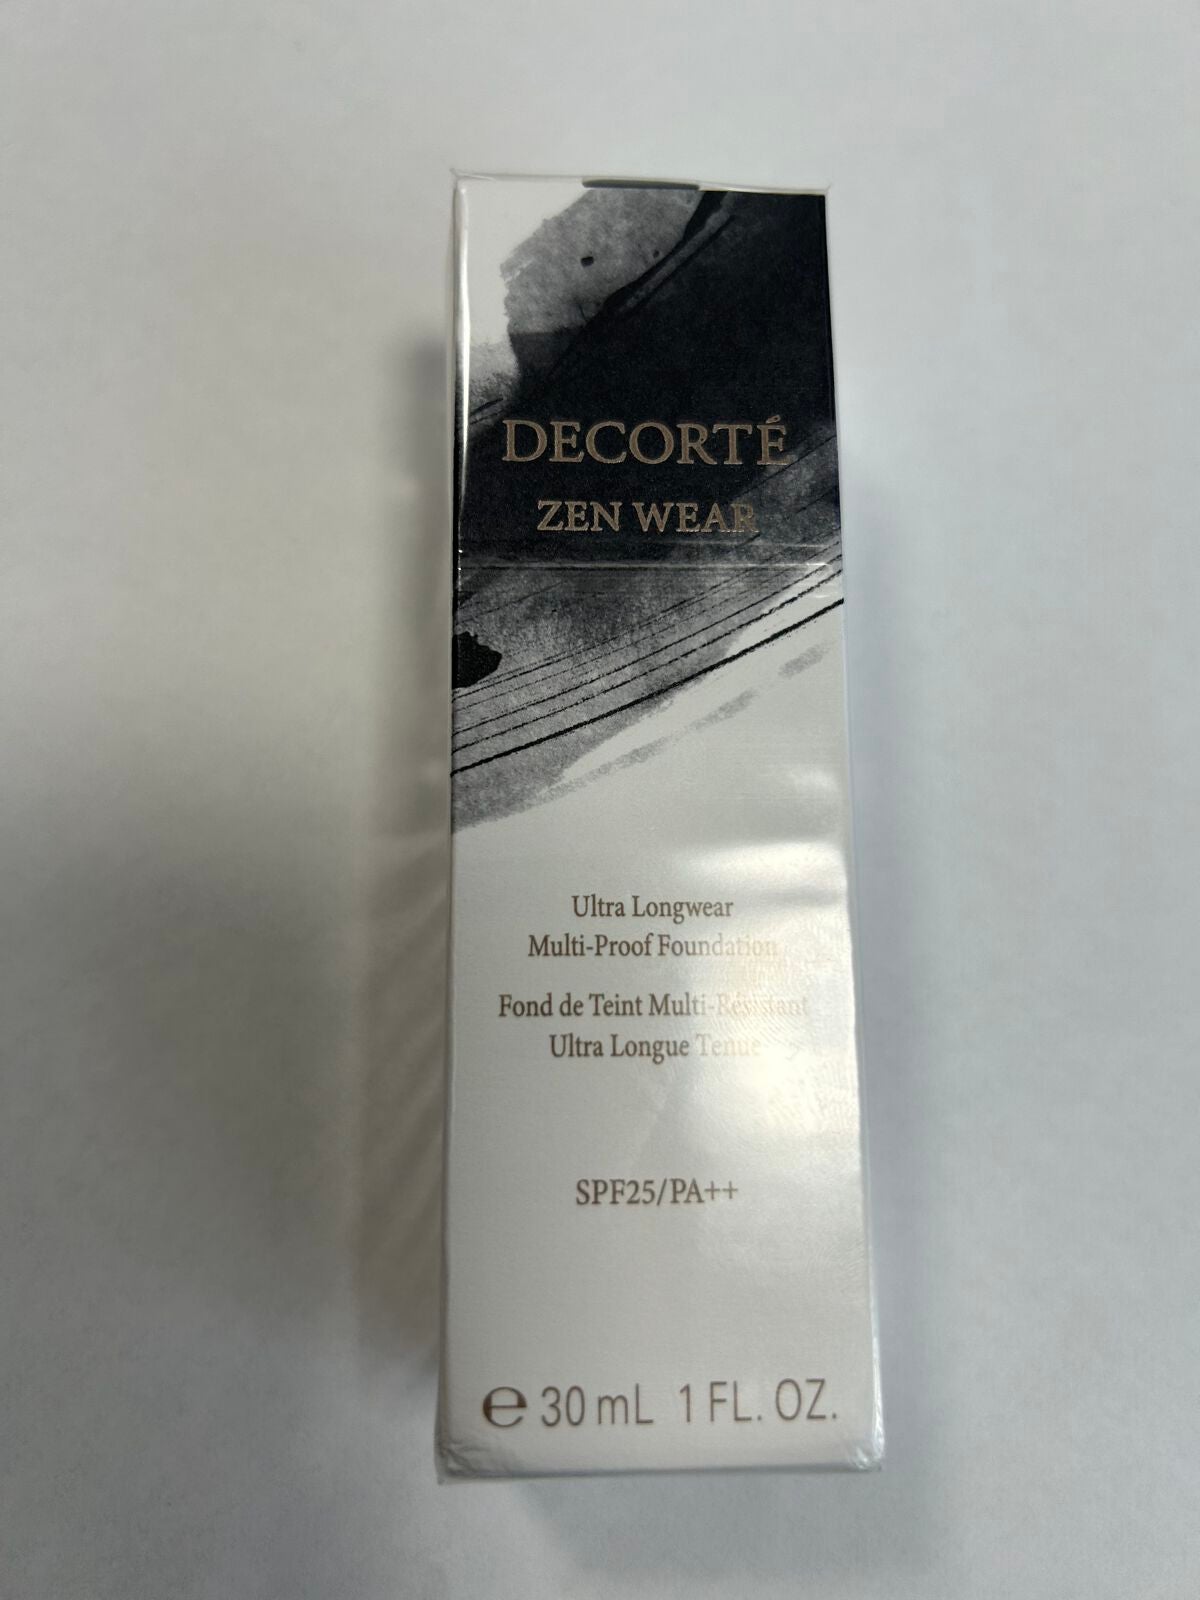 DECORTÉ
ZEN WEAR
Ultra Longwear
Multi-Proof Foundation
Fond de Teint Multi-Résistant
Ultra Longue Tenue
SPF25/PA++
℮ 30 mL 1 FL. OZ.